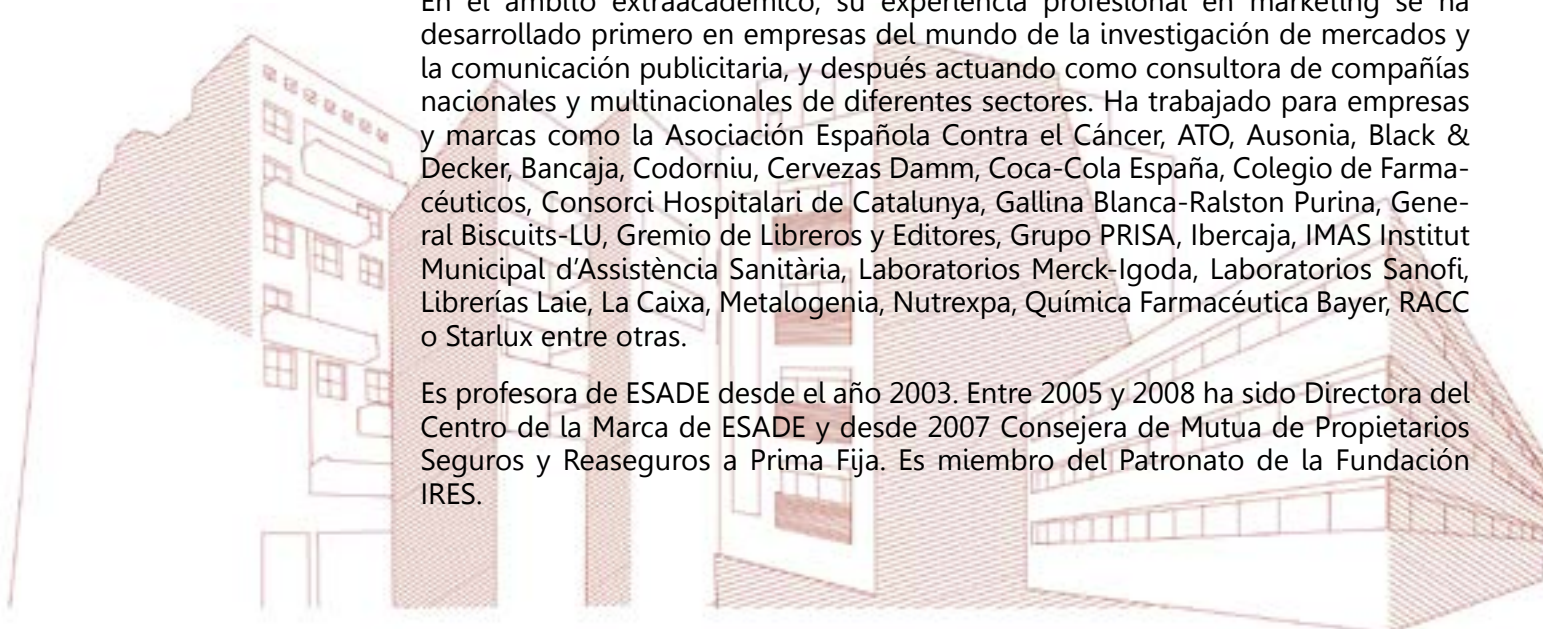 En el ámbito extraacadémico, su experiencia profesional en marketing se ha
desarrollado primero en empresas del mundo de la investigación de mercados y
la comunicación publicitaria, y después actuando como consultora de compañías
nacionales y multinacionales de diferentes sectores. Ha trabajado para empresas
y marcas como la Asociación Española Contra el Cáncer, ATO, Ausonia, Black &
Decker, Bancaja, Codorniu, Cervezas Damm, Coca-Cola España, Colegio de Farma-
céuticos, Consorci Hospitalari de Catalunya, Gallina Blanca-Ralston Purina, Gene-
ral Biscuits-LU, Gremio de Libreros y Editores, Grupo PRISA, Ibercaja, IMAS Institut
Municipal d'Assistència Sanitària, Laboratorios Merck-Igoda, Laboratorios Sanofi,
Librerías Laie, La Caixa, Metalogenia, Nutrexpa, Química Farmacéutica Bayer, RACC
o Starlux entre otras.
Es profesora de ESADE desde el año 2003. Entre 2005 y 2008 ha sido Directora del
Centro de la Marca de ESADE y desde 2007 Consejera de Mutua de Propietarios
Seguros y Reaseguros a Prima Fija. Es miembro del Patronato de la Fundación
IRES.